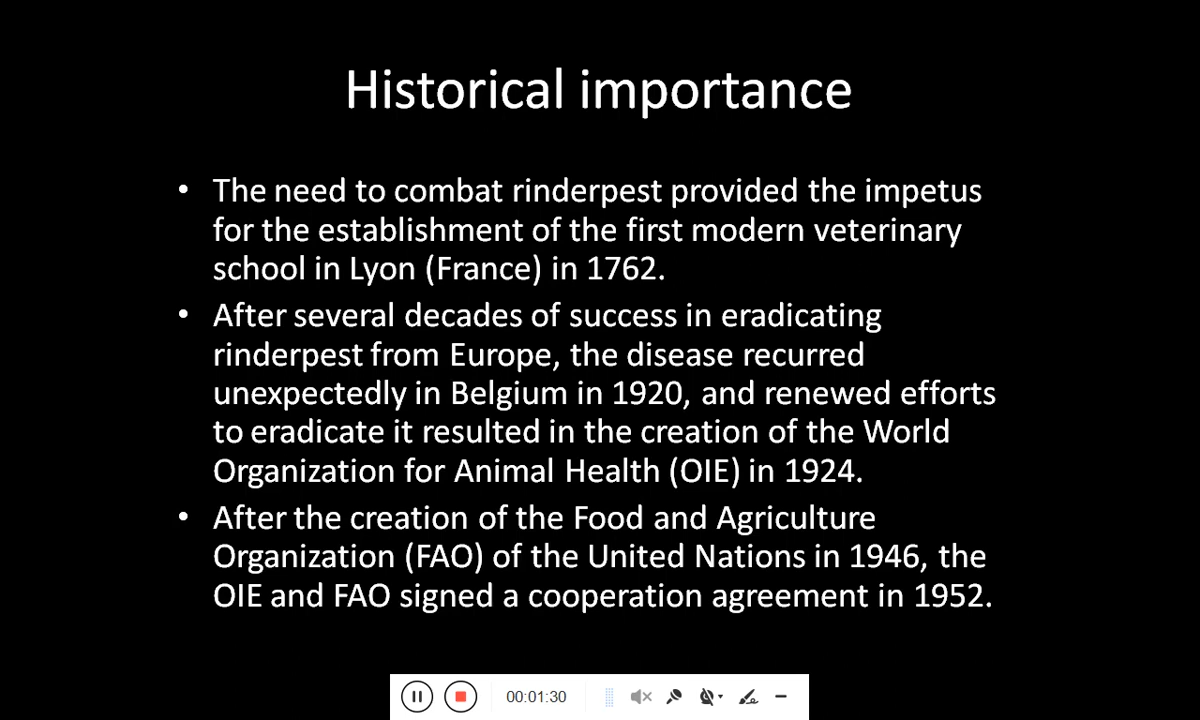 Historical importance
• The need to combat rinderpest provided the impetus
for the establishment of the first modern veterinary
school in Lyon (France) in 1762.
• After several decades of success in eradicating
rinderpest from Europe, the disease recurred
unexpectedly in Belgium in 1920, and renewed efforts
to eradicate it resulted in the creation of the World
Organization for Animal Health (OIE) in 1924.
• After the creation of the Food and Agriculture
Organization (FAO) of the United Nations in 1946, the
OIE and FAO signed a cooperation agreement in 1952.
00:01:30